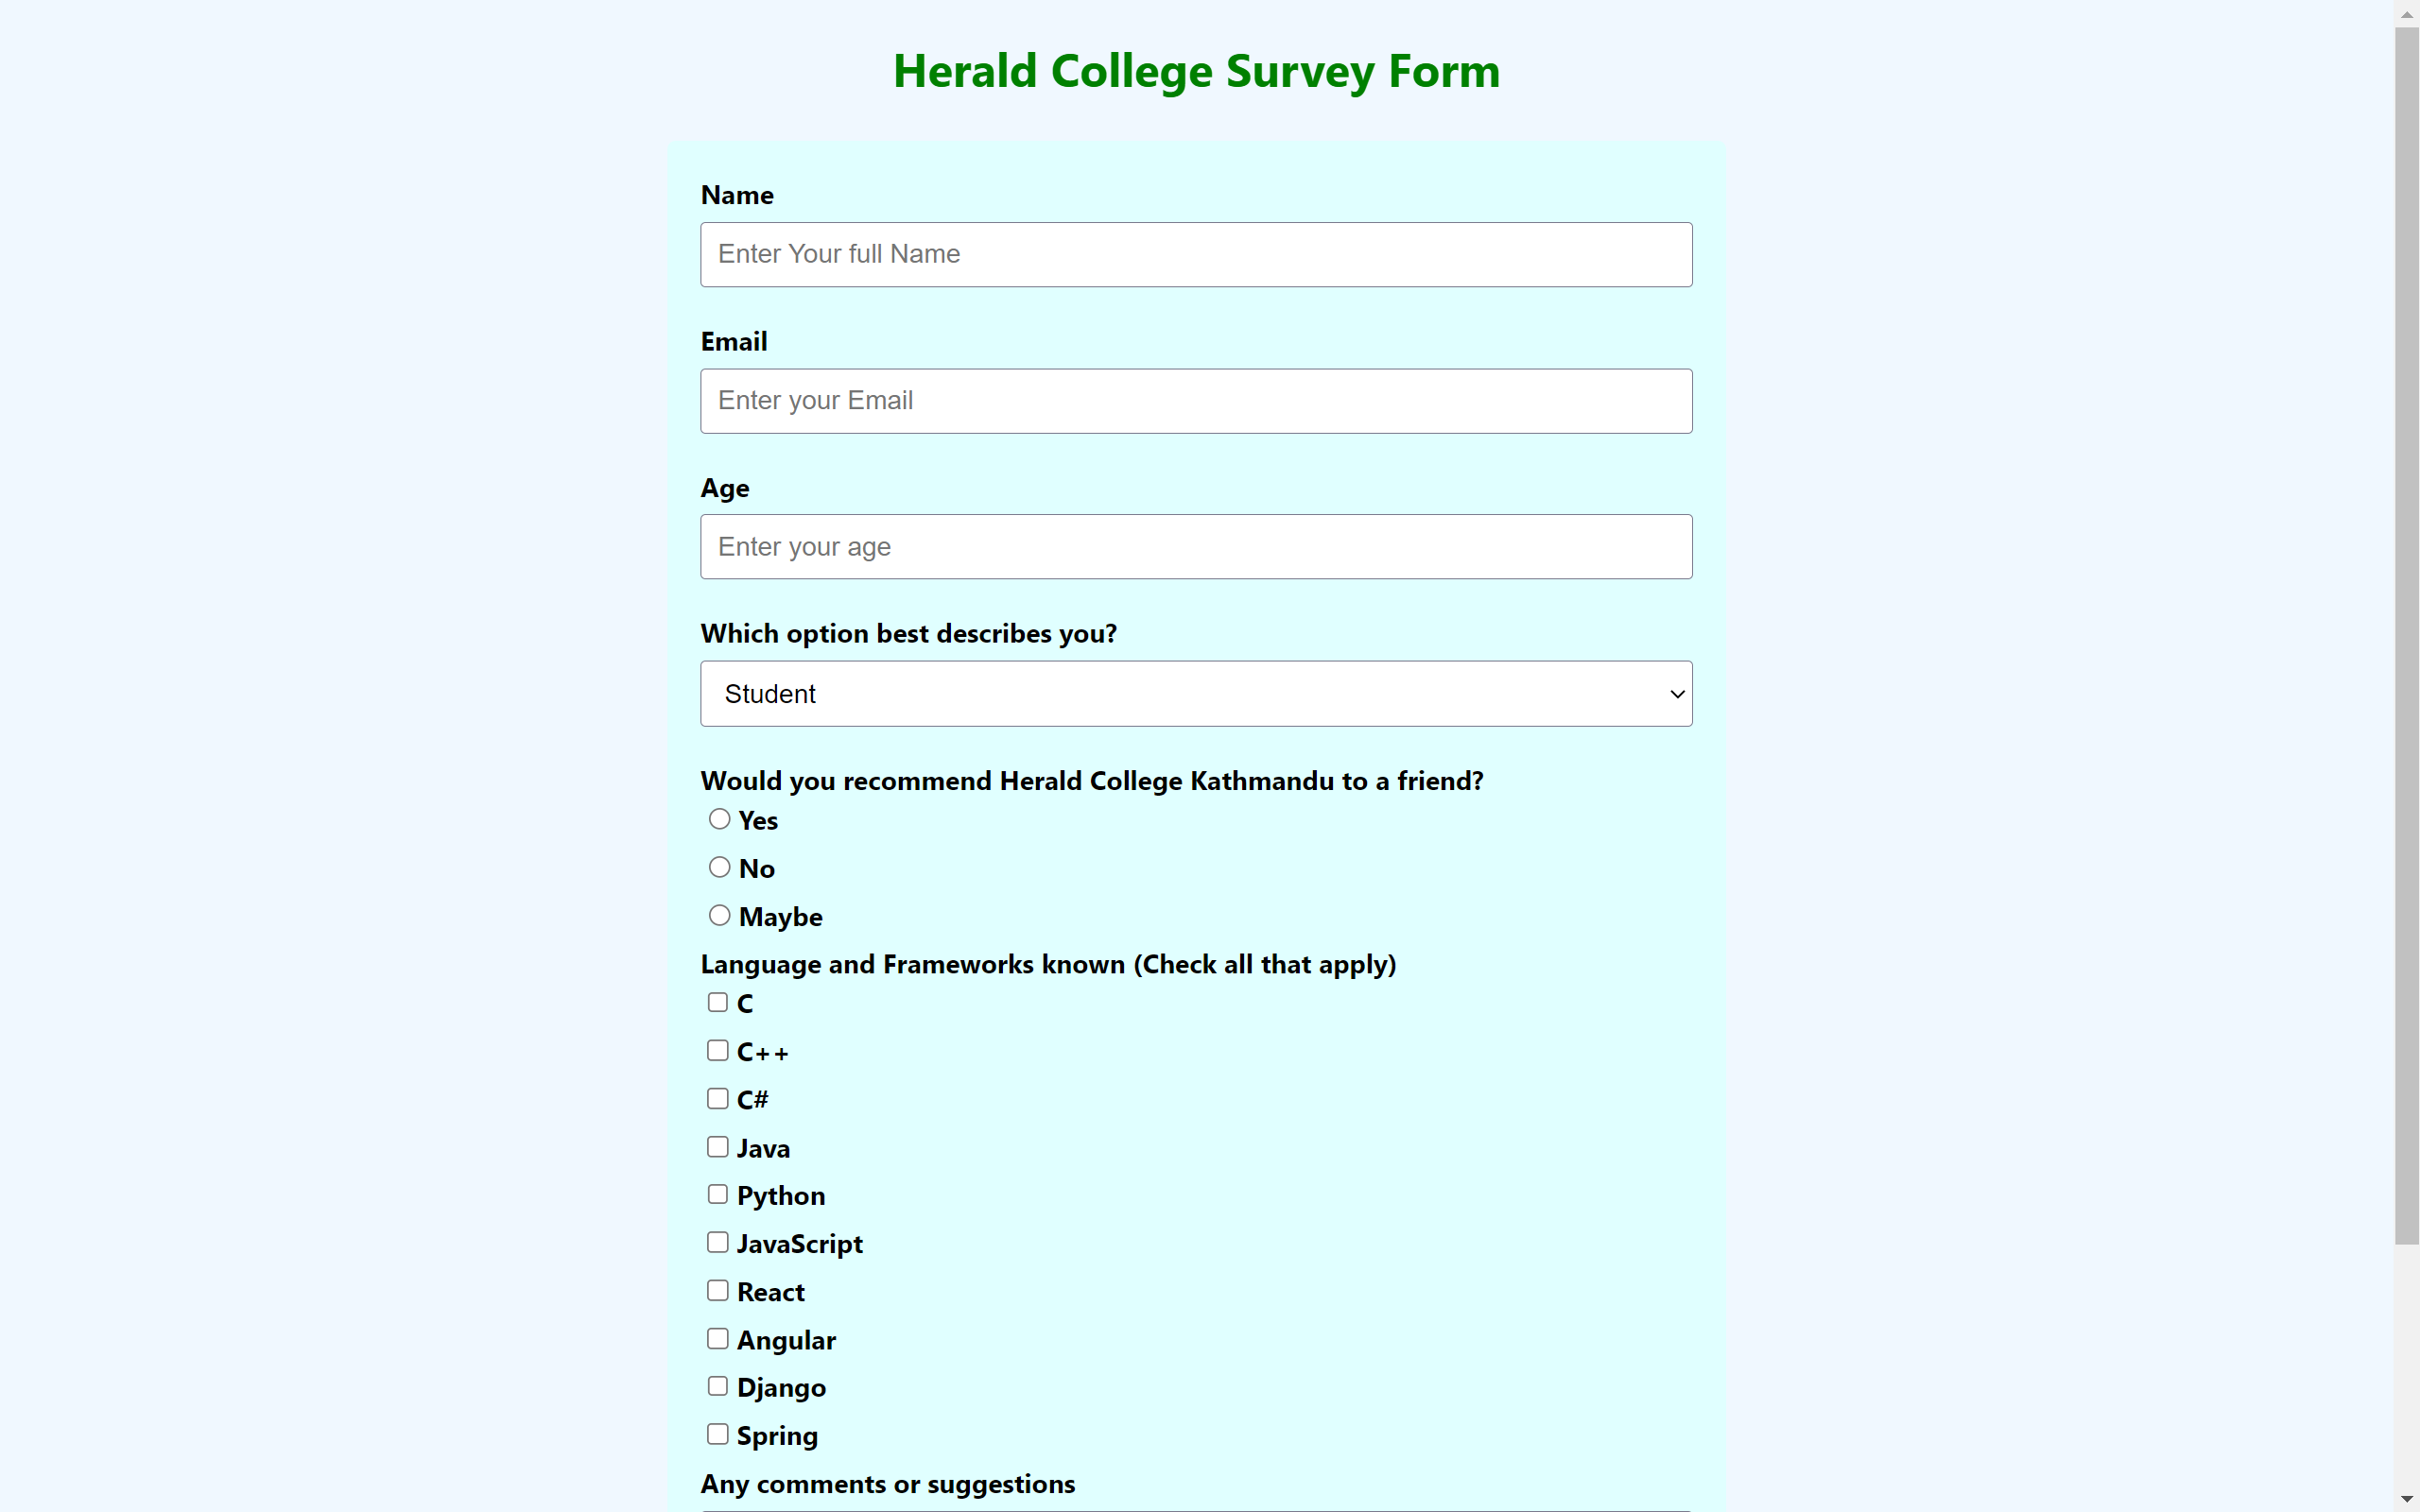 Herald College Survey Form
Name
Enter Your full Name
Email
Enter your Email
Age
Enter your age
Which option best describes you?
Student
Would you recommend Herald College Kathmandu to a friend?
Yes
No
Maybe
Language and Frameworks known (Check all that apply)
C
C++
C#
Java
Python
JavaScript
React
Angular
Django
Spring
Any comments or suggestions